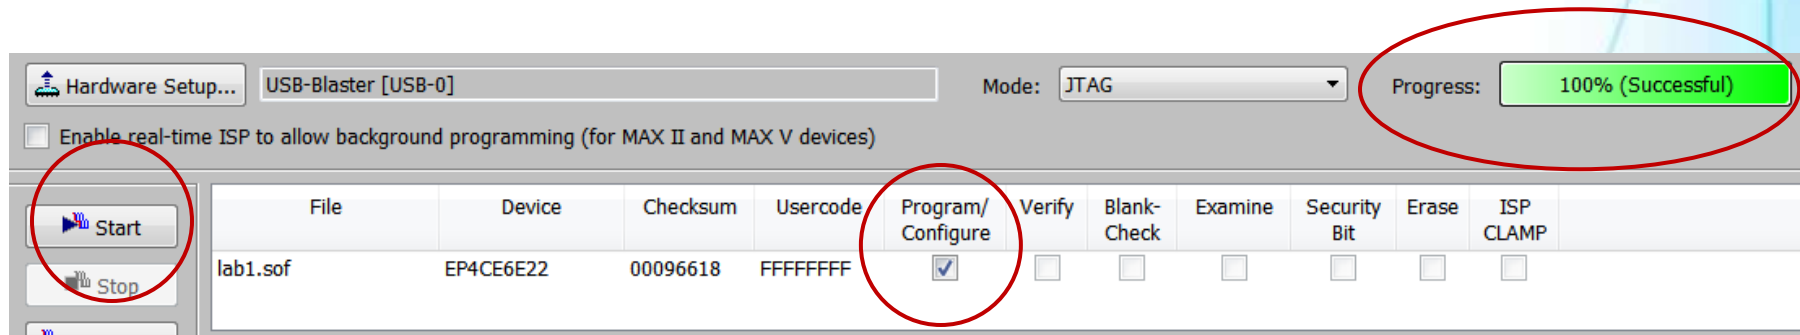 Hardware Setup... USB-Blaster [USB-0] Mode: JTAG Progress: 100% (Successful)
Enable real-time ISP to allow background programming (for MAX II and MAX V devices)
Start
Stop
File Device Checksum Usercode Program/ Configure Verify Blank- Check Examine Security Bit Erase ISP CLAMP
lab1.sof EP4CE6E22 00096618 FFFFFFFF